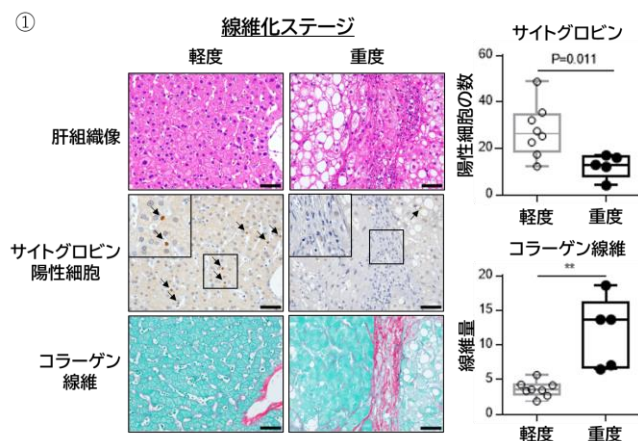 ①
線維化ステージ
軽度
重度
肝組織像
サイトグロビン
陽性細胞
コラーゲン
線維
サイトグロビン
P=0.011
陽性細胞の数
60
40
20
0
軽度
重度
コラーゲン線維
**
線維量
20
15
10
5
0
軽度
重度